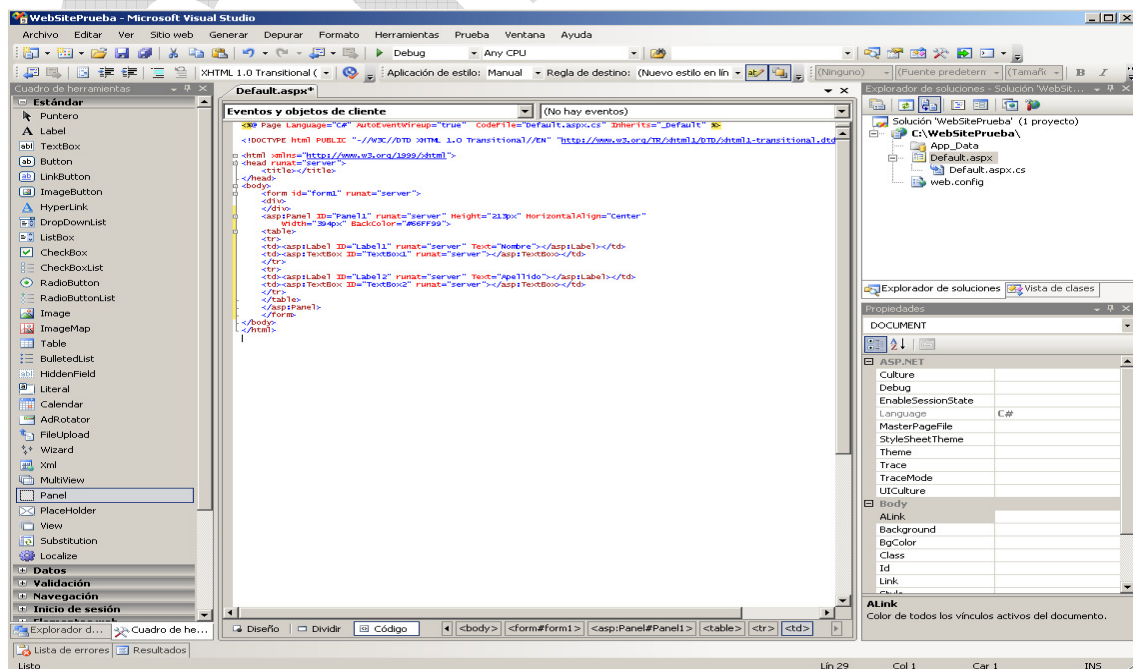 WebSitePrueba - Microsoft Visual Studio
Archivo Editar Ver Sitio web Generar Depurar Formato Herramientas Prueba Ventana Ayuda
Debug Any CPU
XHTML 1.0 Transitional ( Aplicación de estilo: Manual Regla de destino: (Nuevo estilo en lín (Ninguno) (Fuente predetern (Tamañc B I
Cuadro de herramientas
Estándar
Puntero
Label
TextBox
Button
LinkButton
ImageButton
HyperLink
DropDownList
ListBox
CheckBox
CheckBoxList
RadioButton
RadioButtonList
Image
ImageMap
Table
BulletedList
HiddenField
Literal
Calendar
AdRotator
FileUpload
Wizard
Xml
MultiView
Panel
PlaceHolder
View
Substitution
Localize
Datos
Validación
Navegación
Inicio de sesión
Explorador d... Cuadro de he...
Default.aspx*
Eventos y objetos de cliente (No hay eventos)
<%@ Page Language="C#" AutoEventWireup="true" CodeFile="Default.aspx.cs" Inherits="_Default" %>
<!DOCTYPE html PUBLIC "-//W3C//DTD XHTML 1.0 Transitional//EN" "http://www.w3.org/TR/xhtml1/DTD/xhtml1-transitional.dtd
<html xmlns="http://www.w3.org/1999/xhtml">
<head runat="server">
<title></title>
</head>
<body>
<form id="form1" runat="server">
<div>
</div>
<asp:Panel ID="Panel1" runat="server" Height="213px" HorizontalAlign="Center"
Width="394px" BackColor="#66FF99">
<table>
<tr>
<td><asp:Label ID="Label1" runat="server" Text="Nombre"></asp:Label></td>
<td><asp:TextBox ID="TextBox1" runat="server"></asp:TextBox></td>
</tr>
<tr>
<td><asp:Label ID="Label2" runat="server" Text="Apellido"></asp:Label></td>
<td><asp:TextBox ID="TextBox2" runat="server"></asp:TextBox></td>
</tr>
</table>
</asp:Panel>
</form>
</body>
</html>
Diseño Dividir Código <body> <form#form1> <asp:Panel#Panel1> <table> <tr> <td>
Explorador de soluciones - Solución 'WebSit...
Solución 'WebSitePrueba' (1 proyecto)
C:\WebSitePrueba\
App_Data
Default.aspx
Default.aspx.cs
web.config
Explorador de soluciones Vista de clases
Propiedades
DOCUMENT
ASP.NET
Culture
Debug
EnableSessionState
Language C#
MasterPageFile
StyleSheetTheme
Theme
Trace
TraceMode
UICulture
Body
ALink
Background
BgColor
Class
Id
Link
ALink
Color de todos los vínculos activos del documento.
Lista de errores Resultados
Listo Lín 29 Col 1 Car 1 INS